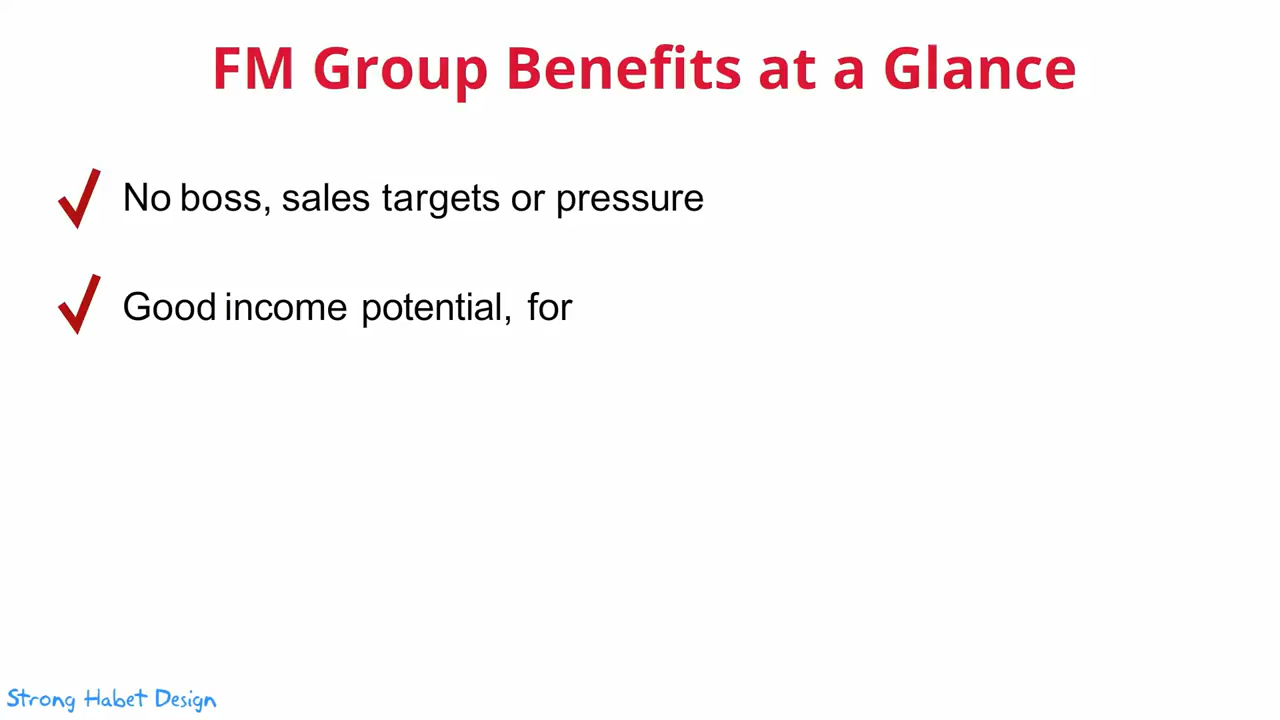 FM Group Benefits at a Glance
No boss, sales targets or pressure
Good income potential, for
Strong Habet Design